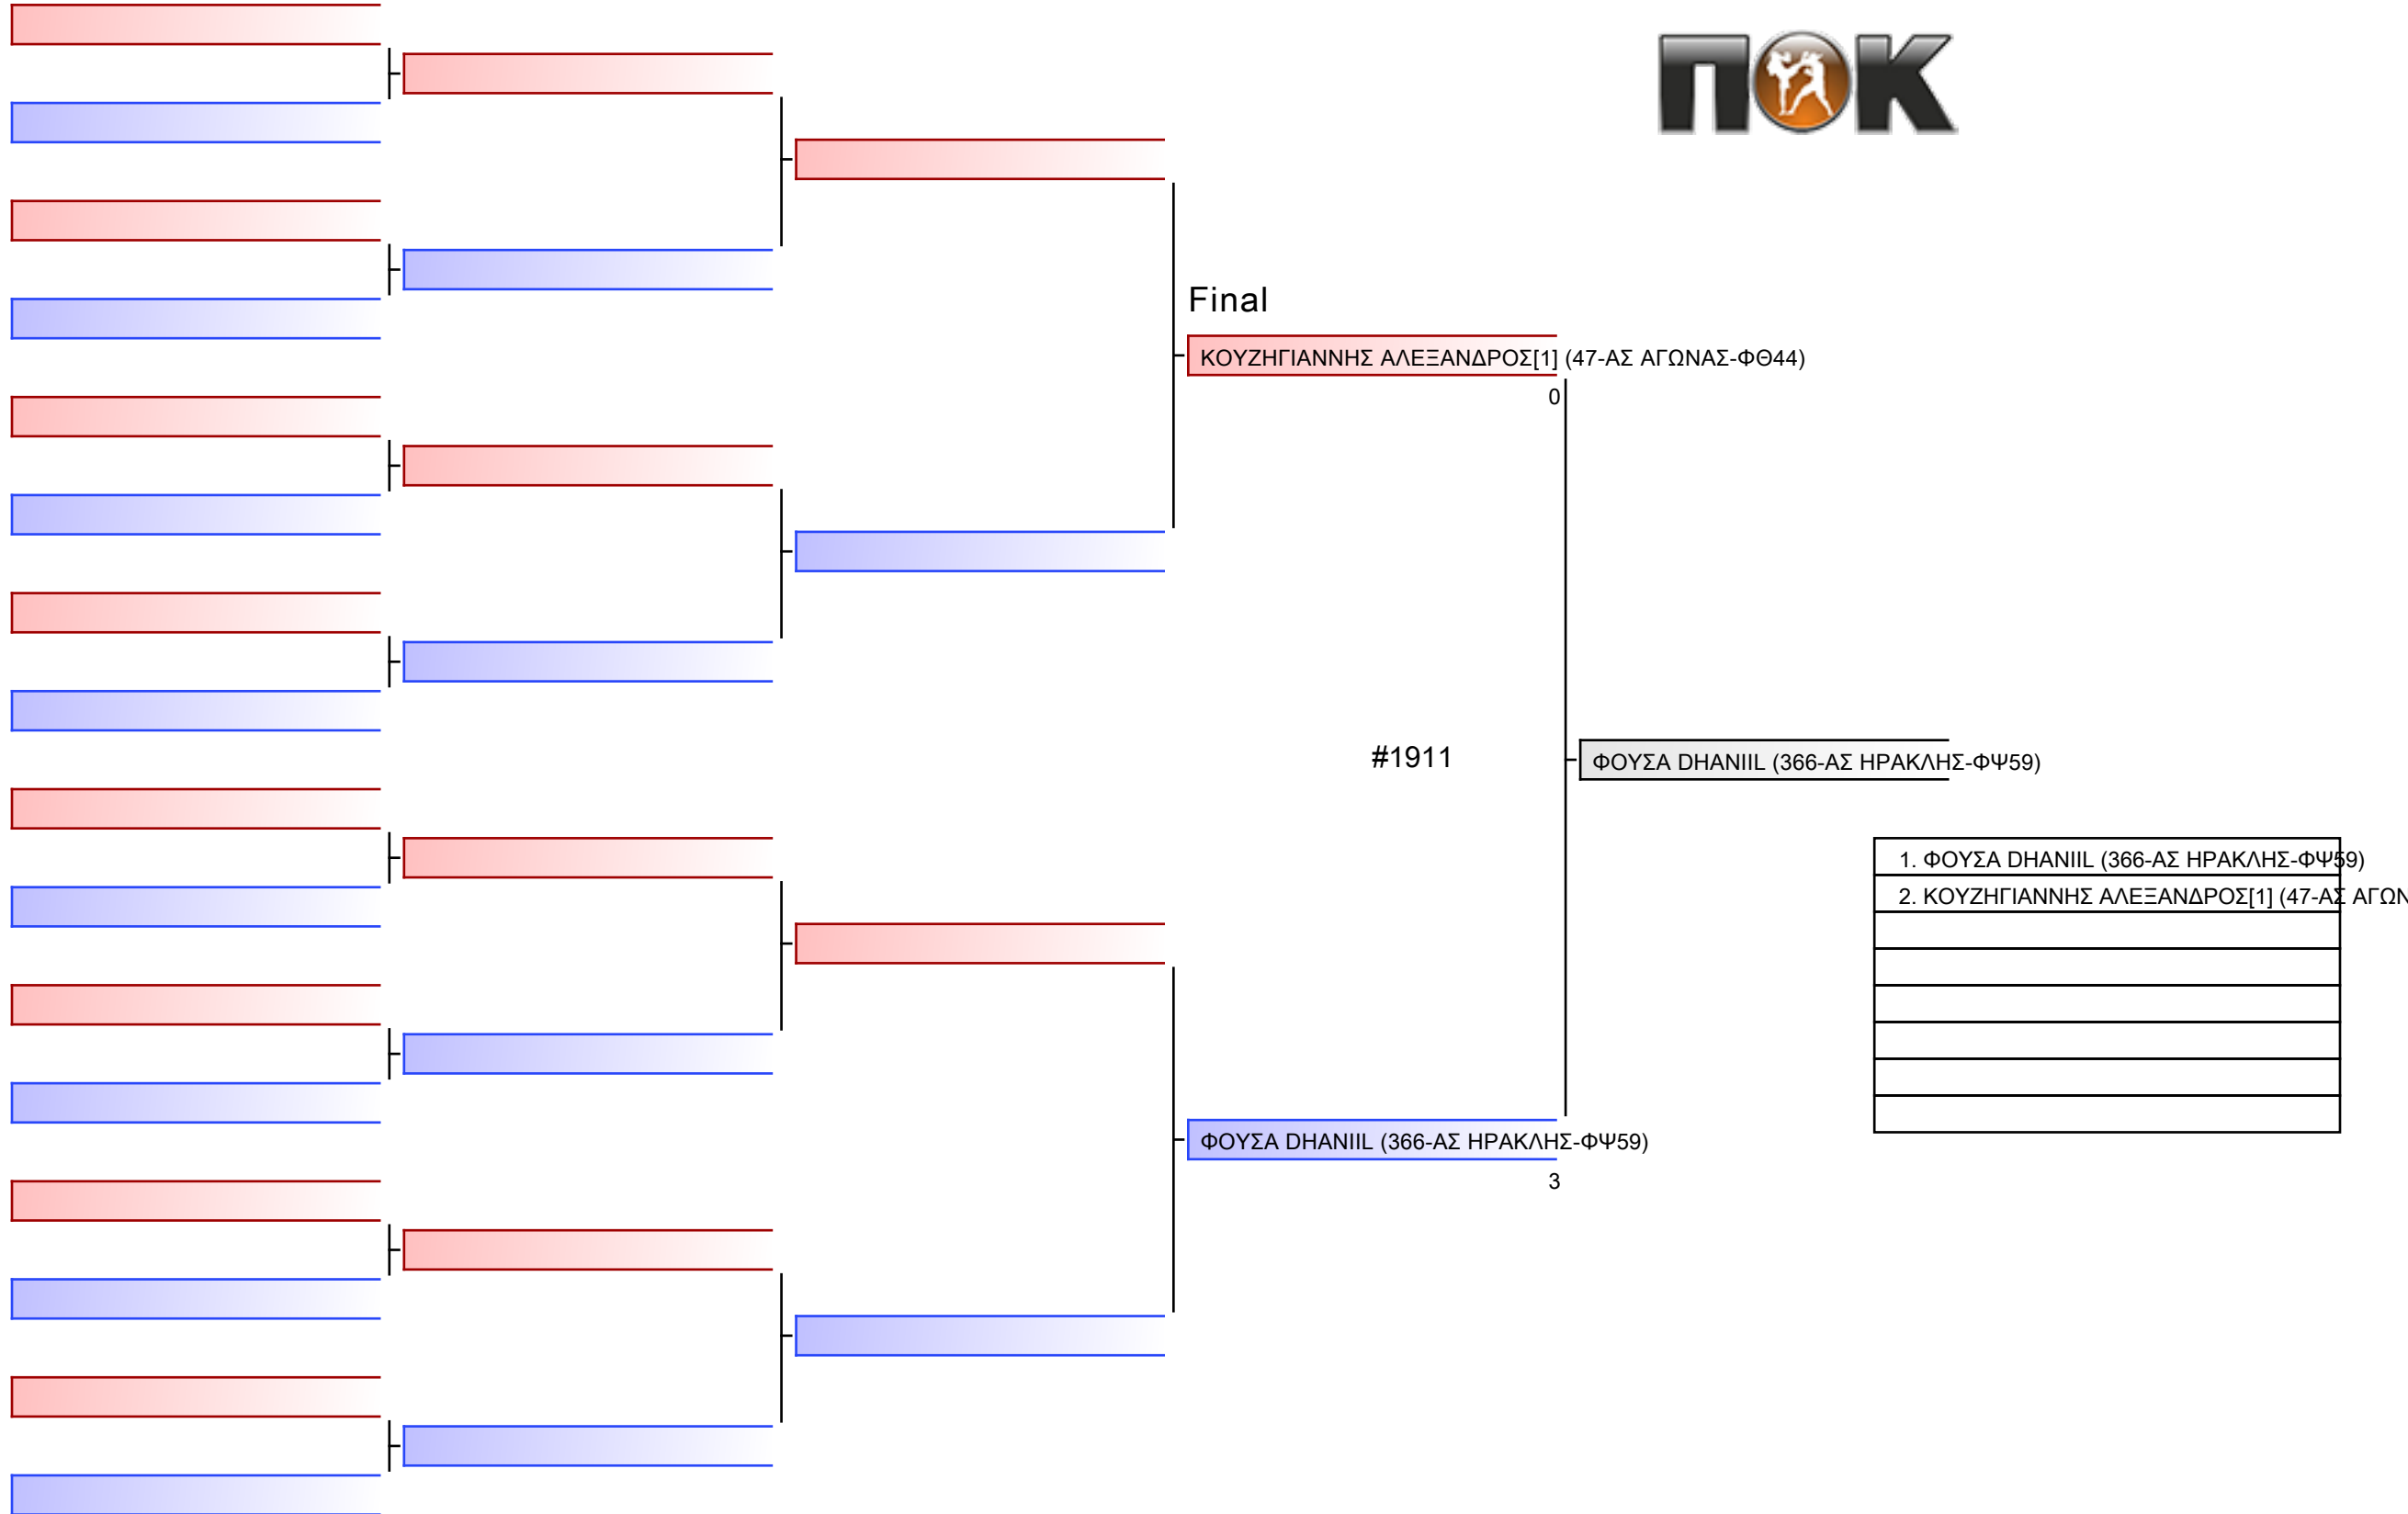 ΠΟΚ
Final
ΚΟΥΖΗΓΙΑΝΝΗΣ ΑΛΕΞΑΝΔΡΟΣ[1] (47-ΑΣ ΑΓΩΝΑΣ-ΦΘ44)
0
#1911
ΦΟΥΣΑ DHANIIL (366-ΑΣ ΗΡΑΚΛΗΣ-ΦΨ59)
1. ΦΟΥΣΑ DHANIIL (366-ΑΣ ΗΡΑΚΛΗΣ-ΦΨ59)
2. ΚΟΥΖΗΓΙΑΝΝΗΣ ΑΛΕΞΑΝΔΡΟΣ[1] (47-ΑΣ ΑΓΩΝ
ΦΟΥΣΑ DHANIIL (366-ΑΣ ΗΡΑΚΛΗΣ-ΦΨ59)
3